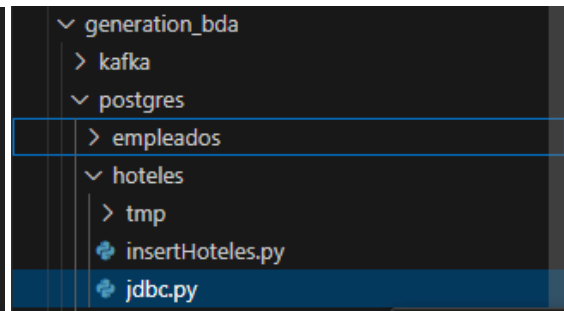 generation_bda
kafka
postgres
empleados
hoteles
tmp
insertHoteles.py
jdbc.py